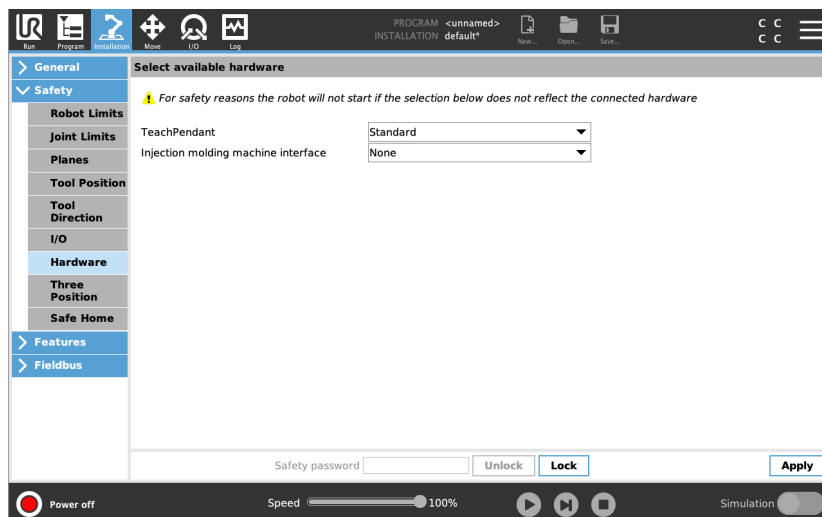 UR
Run
Program
Installation
Move
I/O
Log
PROGRAM <unnamed>
INSTALLATION default*
New...
Open...
Save...
C C
C C
General
Safety
Robot Limits
Joint Limits
Planes
Tool Position
Tool
Direction
I/O
Hardware
Three
Position
Safe Home
Features
Fieldbus
Select available hardware
For safety reasons the robot will not start if the selection below does not reflect the connected hardware
TeachPendant Standard
Injection molding machine interface None
Safety password Unlock Lock Apply
Power off Speed 100% Simulation